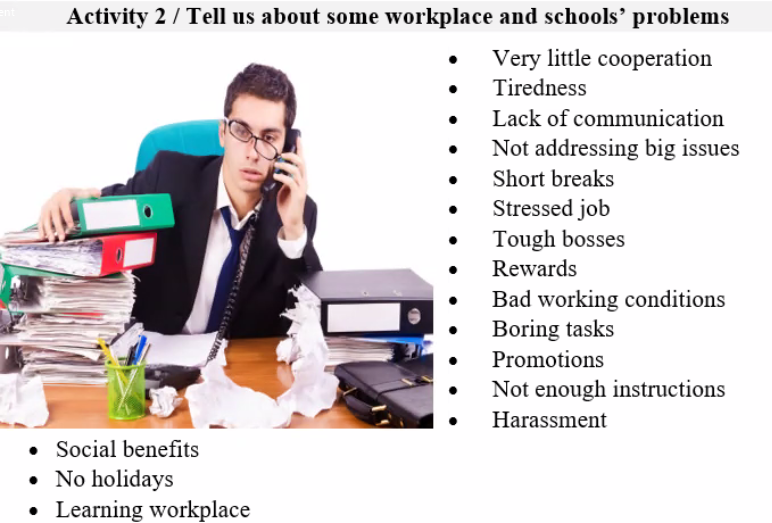 Activity 2 / Tell us about some workplace and schools’ problems
• Very little cooperation
• Tiredness
• Lack of communication
• Not addressing big issues
• Short breaks
• Stressed job
• Tough bosses
• Rewards
• Bad working conditions
• Boring tasks
• Promotions
• Not enough instructions
• Harassment
• Social benefits
• No holidays
• Learning workplace